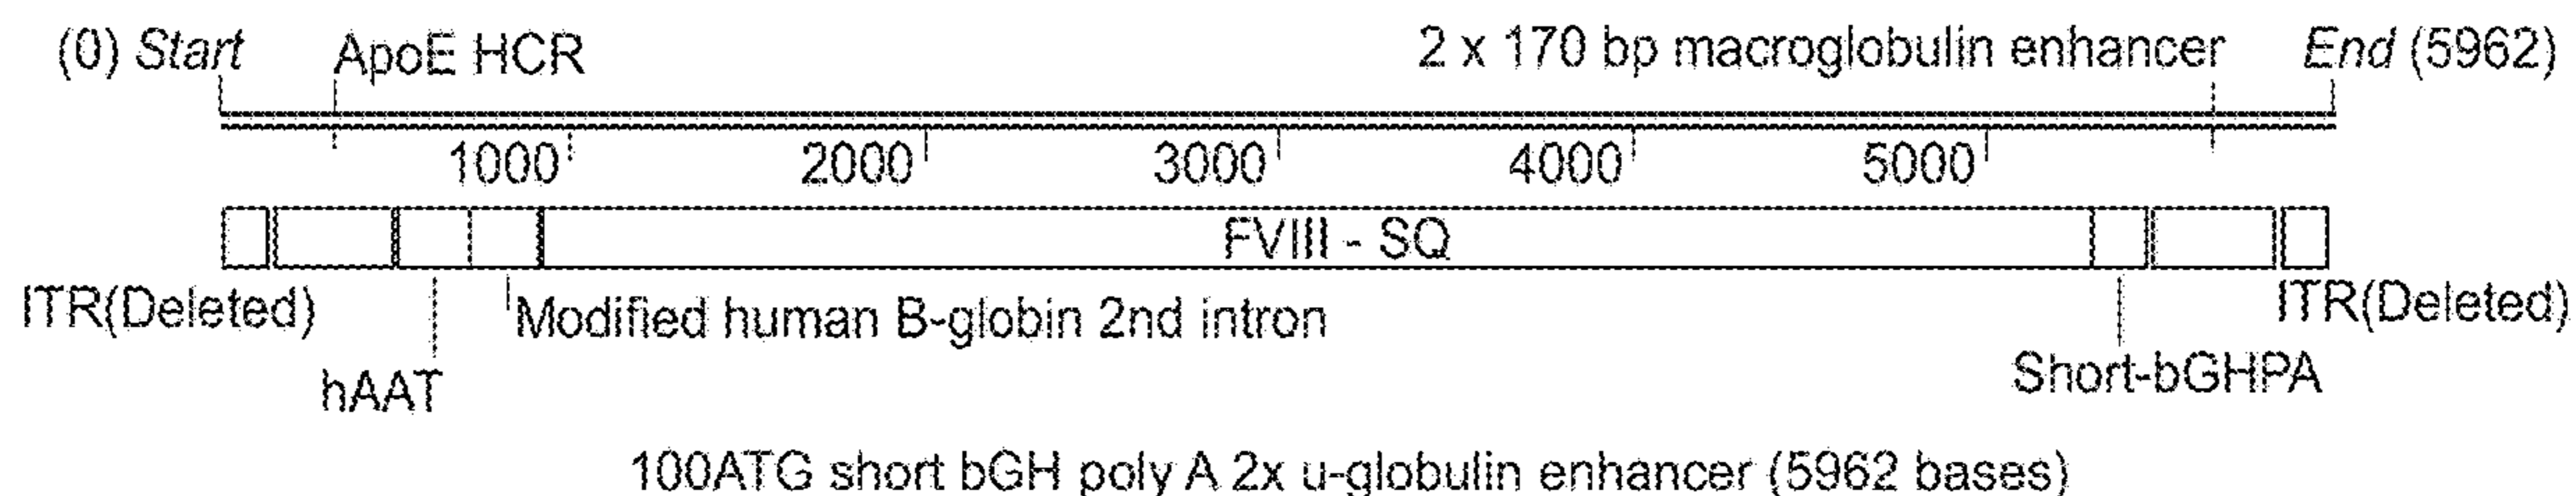 (0) Start ApoE HCR 2 x 170 bp macroglobulin enhancer End (5962)
1000 2000 3000 4000 5000
FVIII - SQ
ITR(Deleted) Modified human B-globin 2nd intron ITR(Deleted)
hAAT Short-bGHPA
100ATG short bGH poly A 2x u-globulin enhancer (5962 bases)